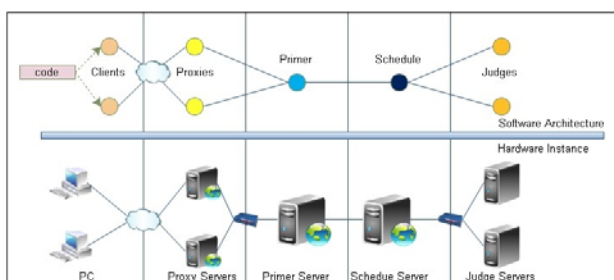 code
Clients
Proxies
Primer
Schedule
Judges
Software Architecture
Hardware Instance
PC
Proxy Servers
Primer Server
Schedue Server
Judge Servers